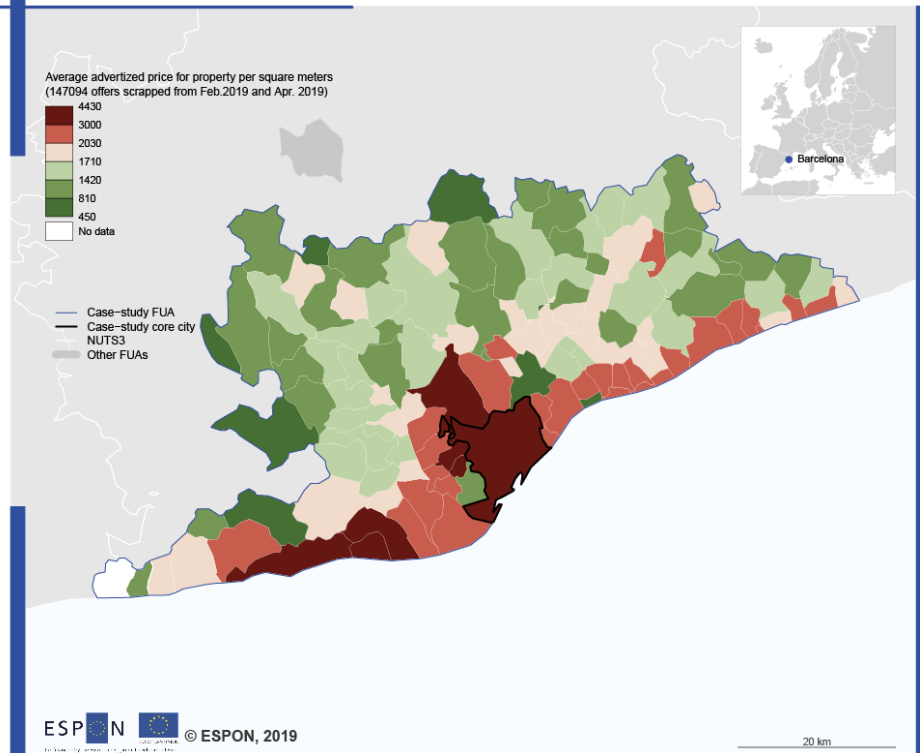 Average advertized price for property per square meters
(147094 offers scrapped from Feb.2019 and Apr. 2019)
4430
3000
2030
1710
1420
810
450
No data
Barcelona
Case-study FUA
Case-study core city
NUTS3
Other FUAs
ESPON
© ESPON, 2019
20 km